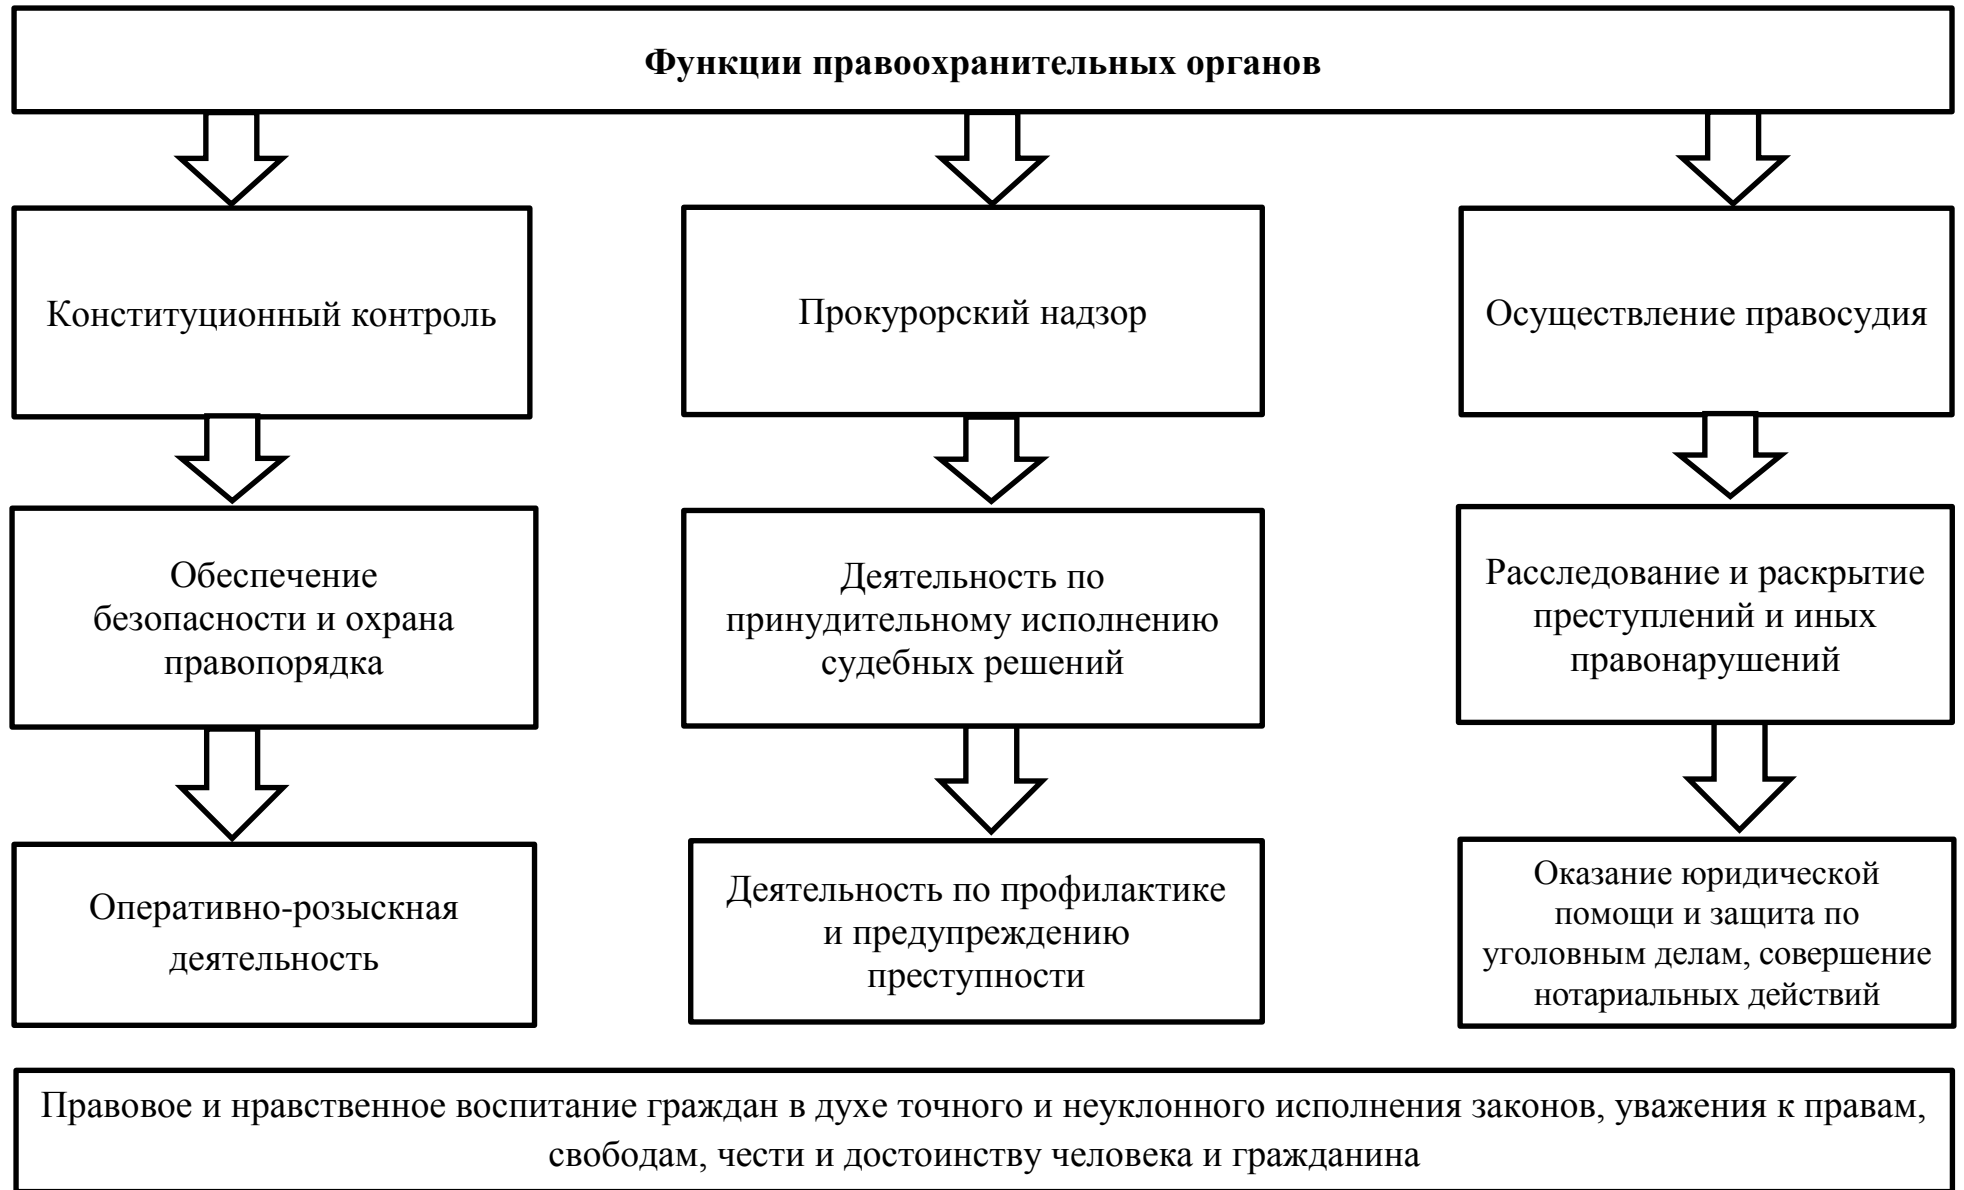 Функции правоохранительных органов
Конституционный контроль
Прокурорский надзор
Осуществление правосудия
Обеспечение
безопасности и охрана
правопорядка
Деятельность по
принудительному исполнению
судебных решений
Расследование и раскрытие
преступлений и иных
правонарушений
Оперативно-розыскная
деятельность
Деятельность по профилактике
и предупреждению
преступности
Оказание юридической
помощи и защита по
уголовным делам, совершение
нотариальных действий
Правовое и нравственное воспитание граждан в духе точного и неуклонного исполнения законов, уважения к правам,
свободам, чести и достоинству человека и гражданина